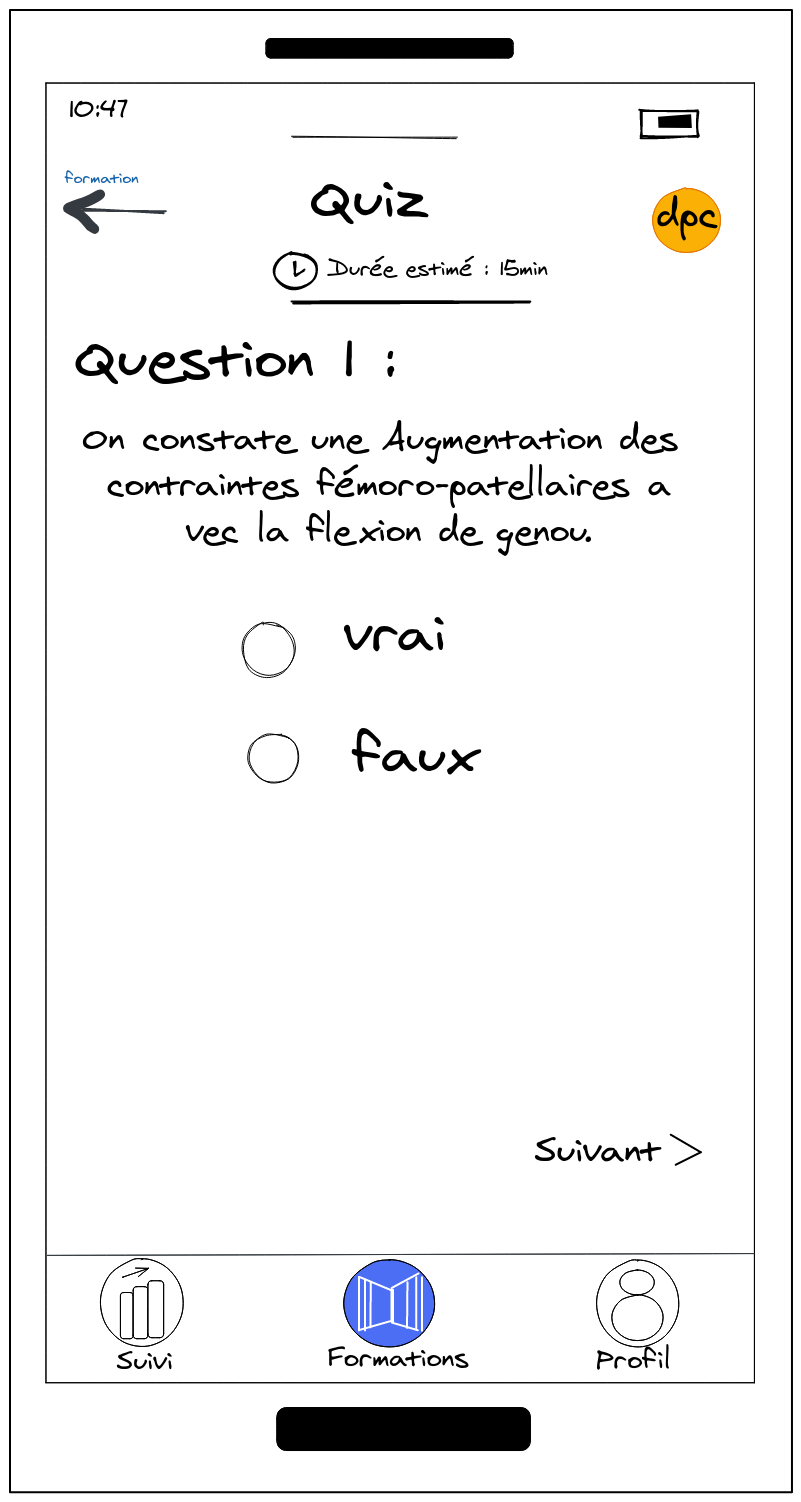 10:47
formation
Quiz
dpc
Durée estimé : 15min
Question 1 :
On constate une Augmentation des
contraintes fémoro-patellaires a
vec la flexion de genou.
vrai
faux
Suivant >
Suivi
Formations
Profil